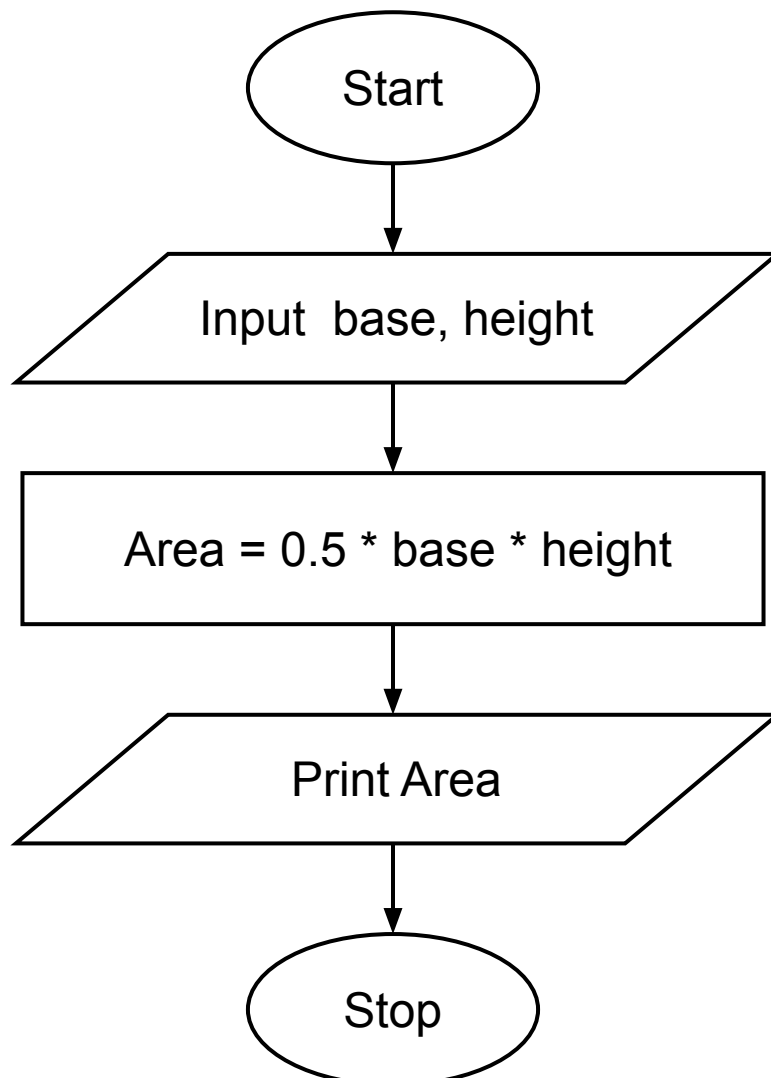 Start
Input  base, height
Area = 0.5 * base * height
Print Area
Stop